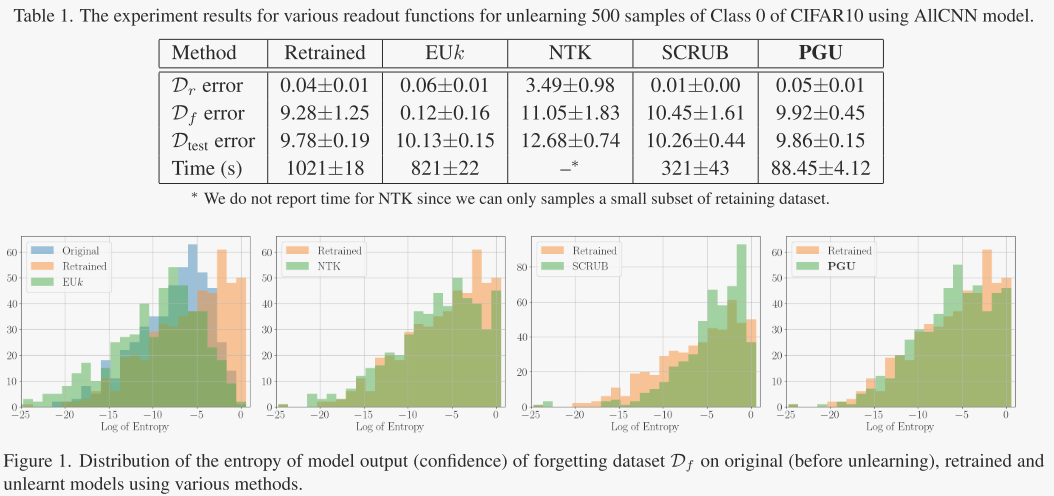 Table 1. The experiment results for various readout functions for unlearning 500 samples of Class 0 of CIFAR10 using AllCNN model.
Method Retrained EUk NTK SCRUB PGU
𝒟r error 0.04±0.01 0.06±0.01 3.49±0.98 0.01±0.00 0.05±0.01
𝒟f error 9.28±1.25 0.12±0.16 11.05±1.83 10.45±1.61 9.92±0.45
𝒟test error 9.78±0.19 10.13±0.15 12.68±0.74 10.26±0.44 9.86±0.15
Time (s) 1021±18 821±22 –* 321±43 88.45±4.12
* We do not report time for NTK since we can only samples a small subset of retaining dataset.
60
50
40
30
20
10
0
Original
Retrained
EUk
−25 −20 −15 −10 −5 0
Log of Entropy
60
50
40
30
20
10
0
Retrained
NTK
−25 −20 −15 −10 −5 0
Log of Entropy
80
60
40
20
0
Retrained
SCRUB
−25 −20 −15 −10 −5 0
Log of Entropy
60
50
40
30
20
10
0
Retrained
PGU
−25 −20 −15 −10 −5 0
Log of Entropy
Figure 1. Distribution of the entropy of model output (confidence) of forgetting dataset 𝒟f on original (before unlearning), retrained and
unlearnt models using various methods.